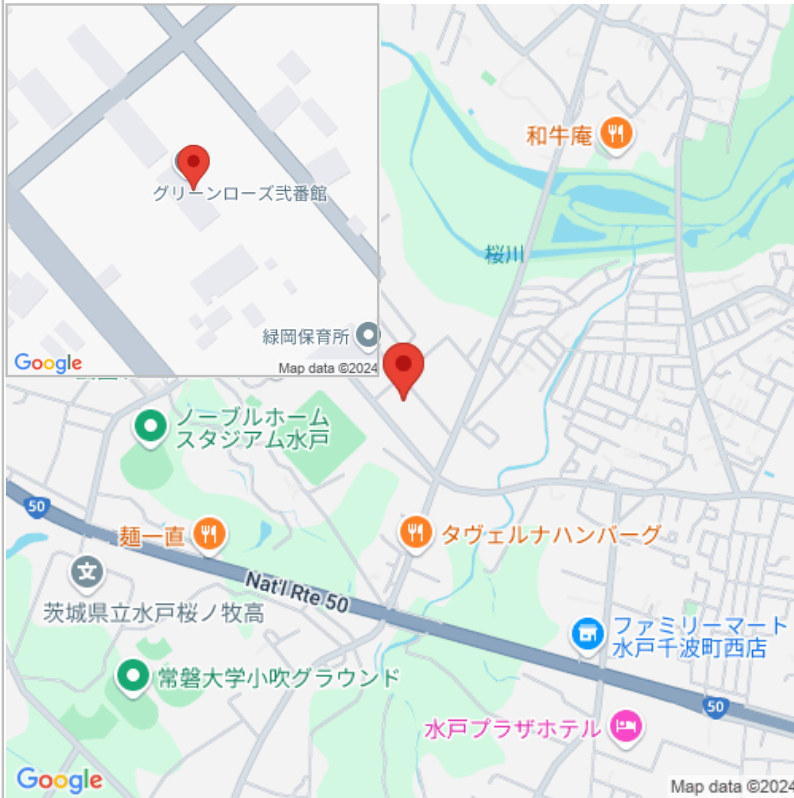 グリーンローズ弐番館
緑岡保育所
Google
Map data ©2024
和牛庵
桜川
ノーブルホーム
スタジアム水戸
50
麺一直
タヴェルナハンバーグ
Nat'l Rte 50
茨城県立水戸桜ノ牧高
ファミリーマート
水戸千波町西店
常磐大学小吹グラウンド
50
水戸プラザホテル
Google
Map data ©2024